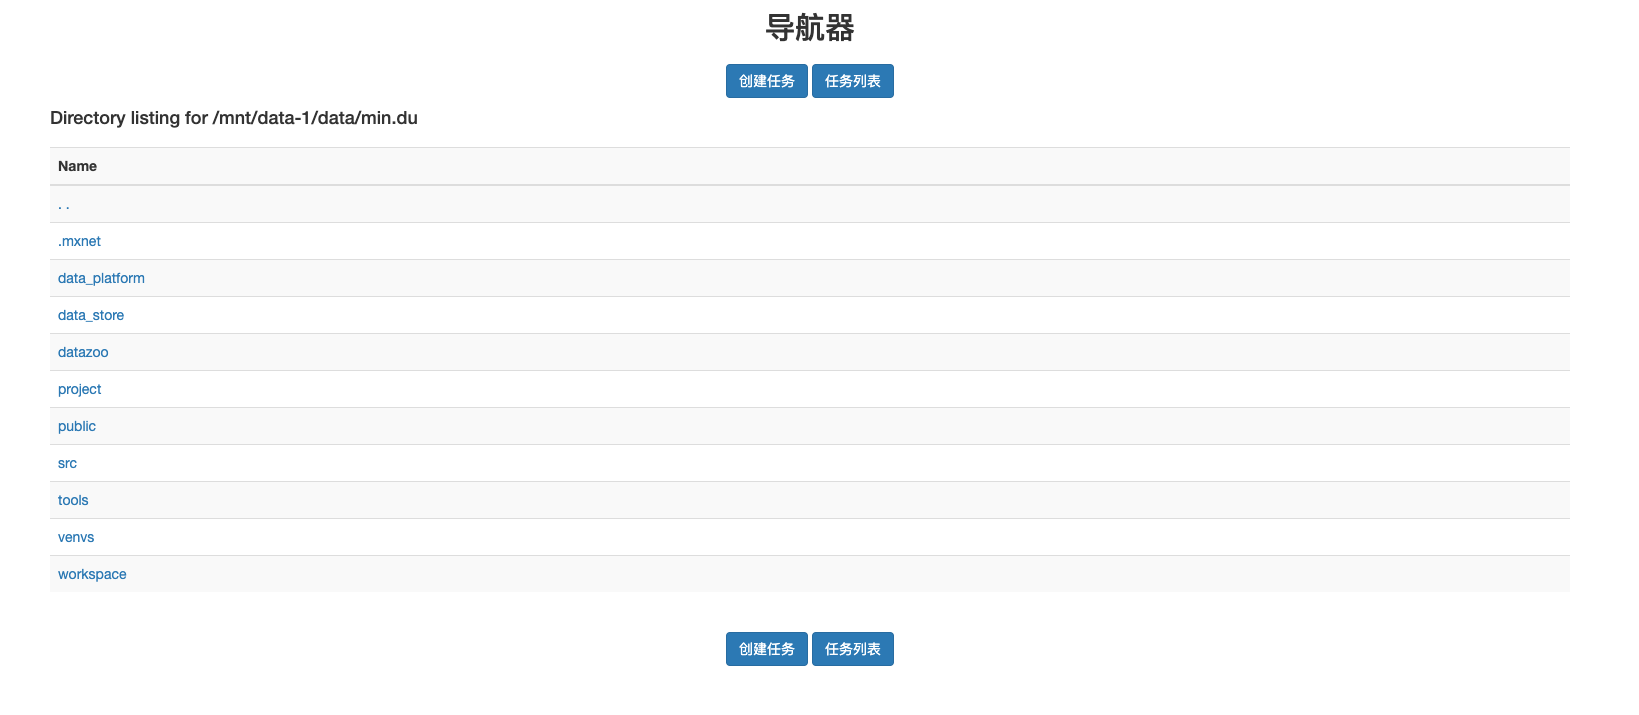 导航器
创建任务 任务列表
Directory listing for /mnt/data-1/data/min.du
Name
. .
.mxnet
data_platform
data_store
datazoo
project
public
src
tools
venvs
workspace
创建任务 任务列表